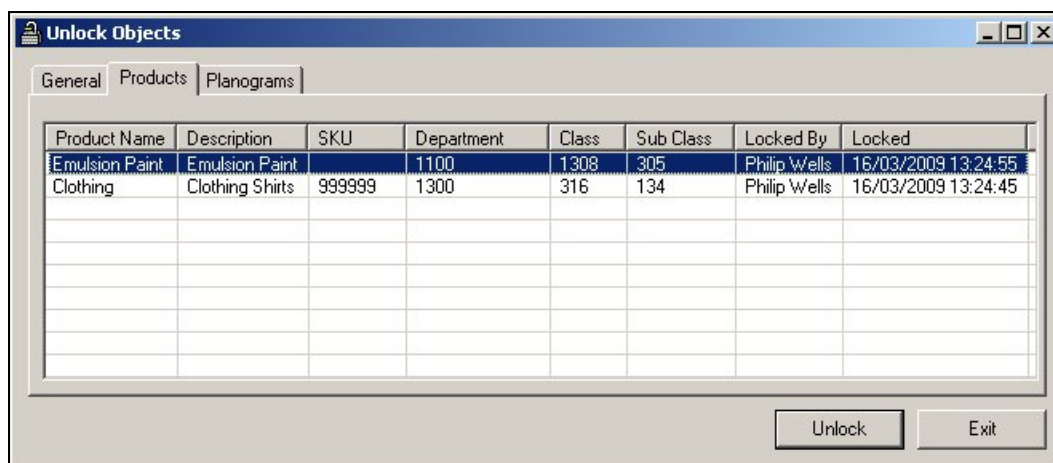 Unlock Objects
General Products Planograms
Product Name Description SKU Department Class Sub Class Locked By Locked
Emulsion Paint Emulsion Paint 1100 1308 305 Philip Wells 16/03/2009 13:24:55
Clothing Clothing Shirts 999999 1300 316 134 Philip Wells 16/03/2009 13:24:45
Unlock Exit